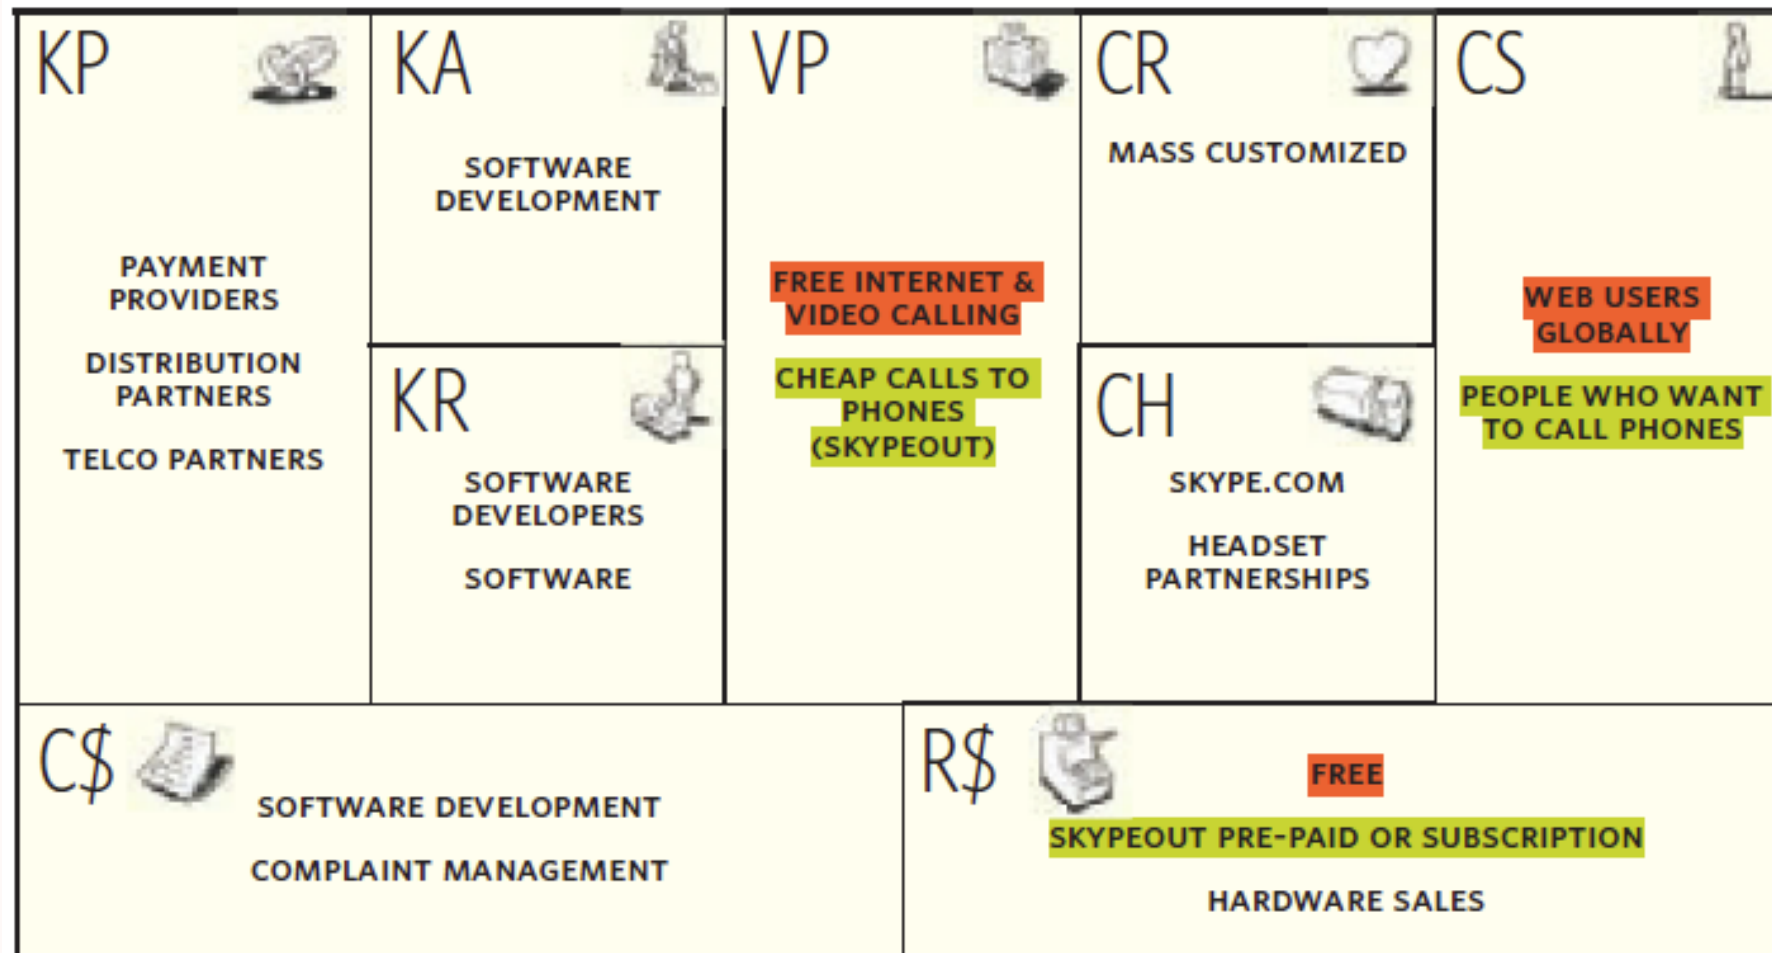 KP
PAYMENT
PROVIDERS
DISTRIBUTION
PARTNERS
TELCO PARTNERS
KA
SOFTWARE
DEVELOPMENT
KR
SOFTWARE
DEVELOPERS
SOFTWARE
VP
FREE INTERNET &
VIDEO CALLING
CHEAP CALLS TO
PHONES
(SKYPEOUT)
CR
MASS CUSTOMIZED
CH
SKYPE.COM
HEADSET
PARTNERSHIPS
CS
WEB USERS
GLOBALLY
PEOPLE WHO WANT
TO CALL PHONES
C$
SOFTWARE DEVELOPMENT
COMPLAINT MANAGEMENT
R$
FREE
SKYPEOUT PRE-PAID OR SUBSCRIPTION
HARDWARE SALES